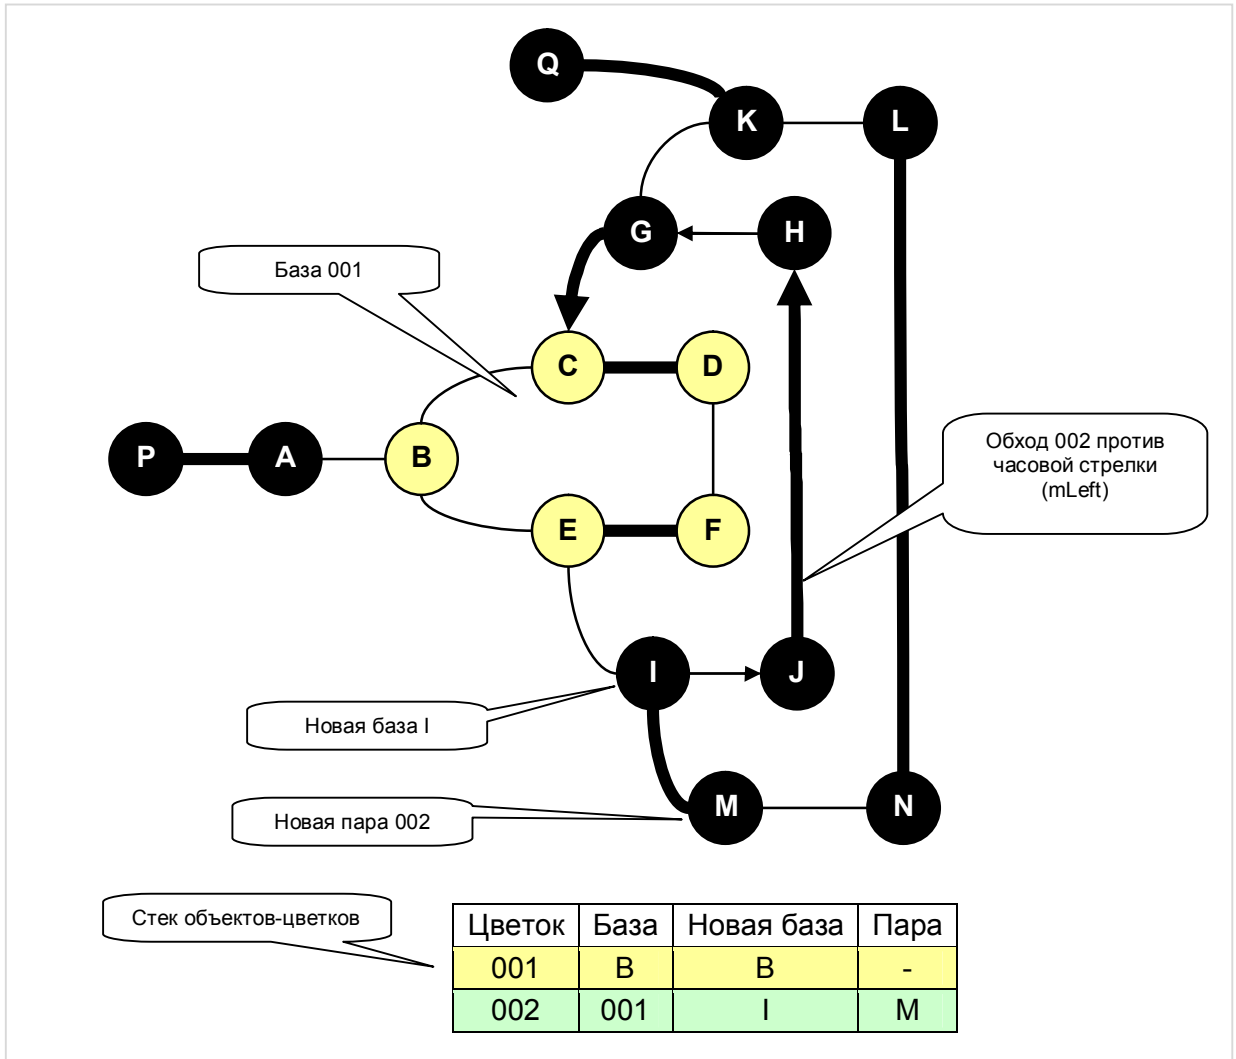 Q
K
L
G
H
База 001
C
D
P
A
B
Обход 002 против
часовой стрелки
(mLeft)
E
F
I
J
Новая база I
M
N
Новая пара 002
Стек объектов-цветков
Цветок База Новая база Пара
001 B B -
002 001 I M